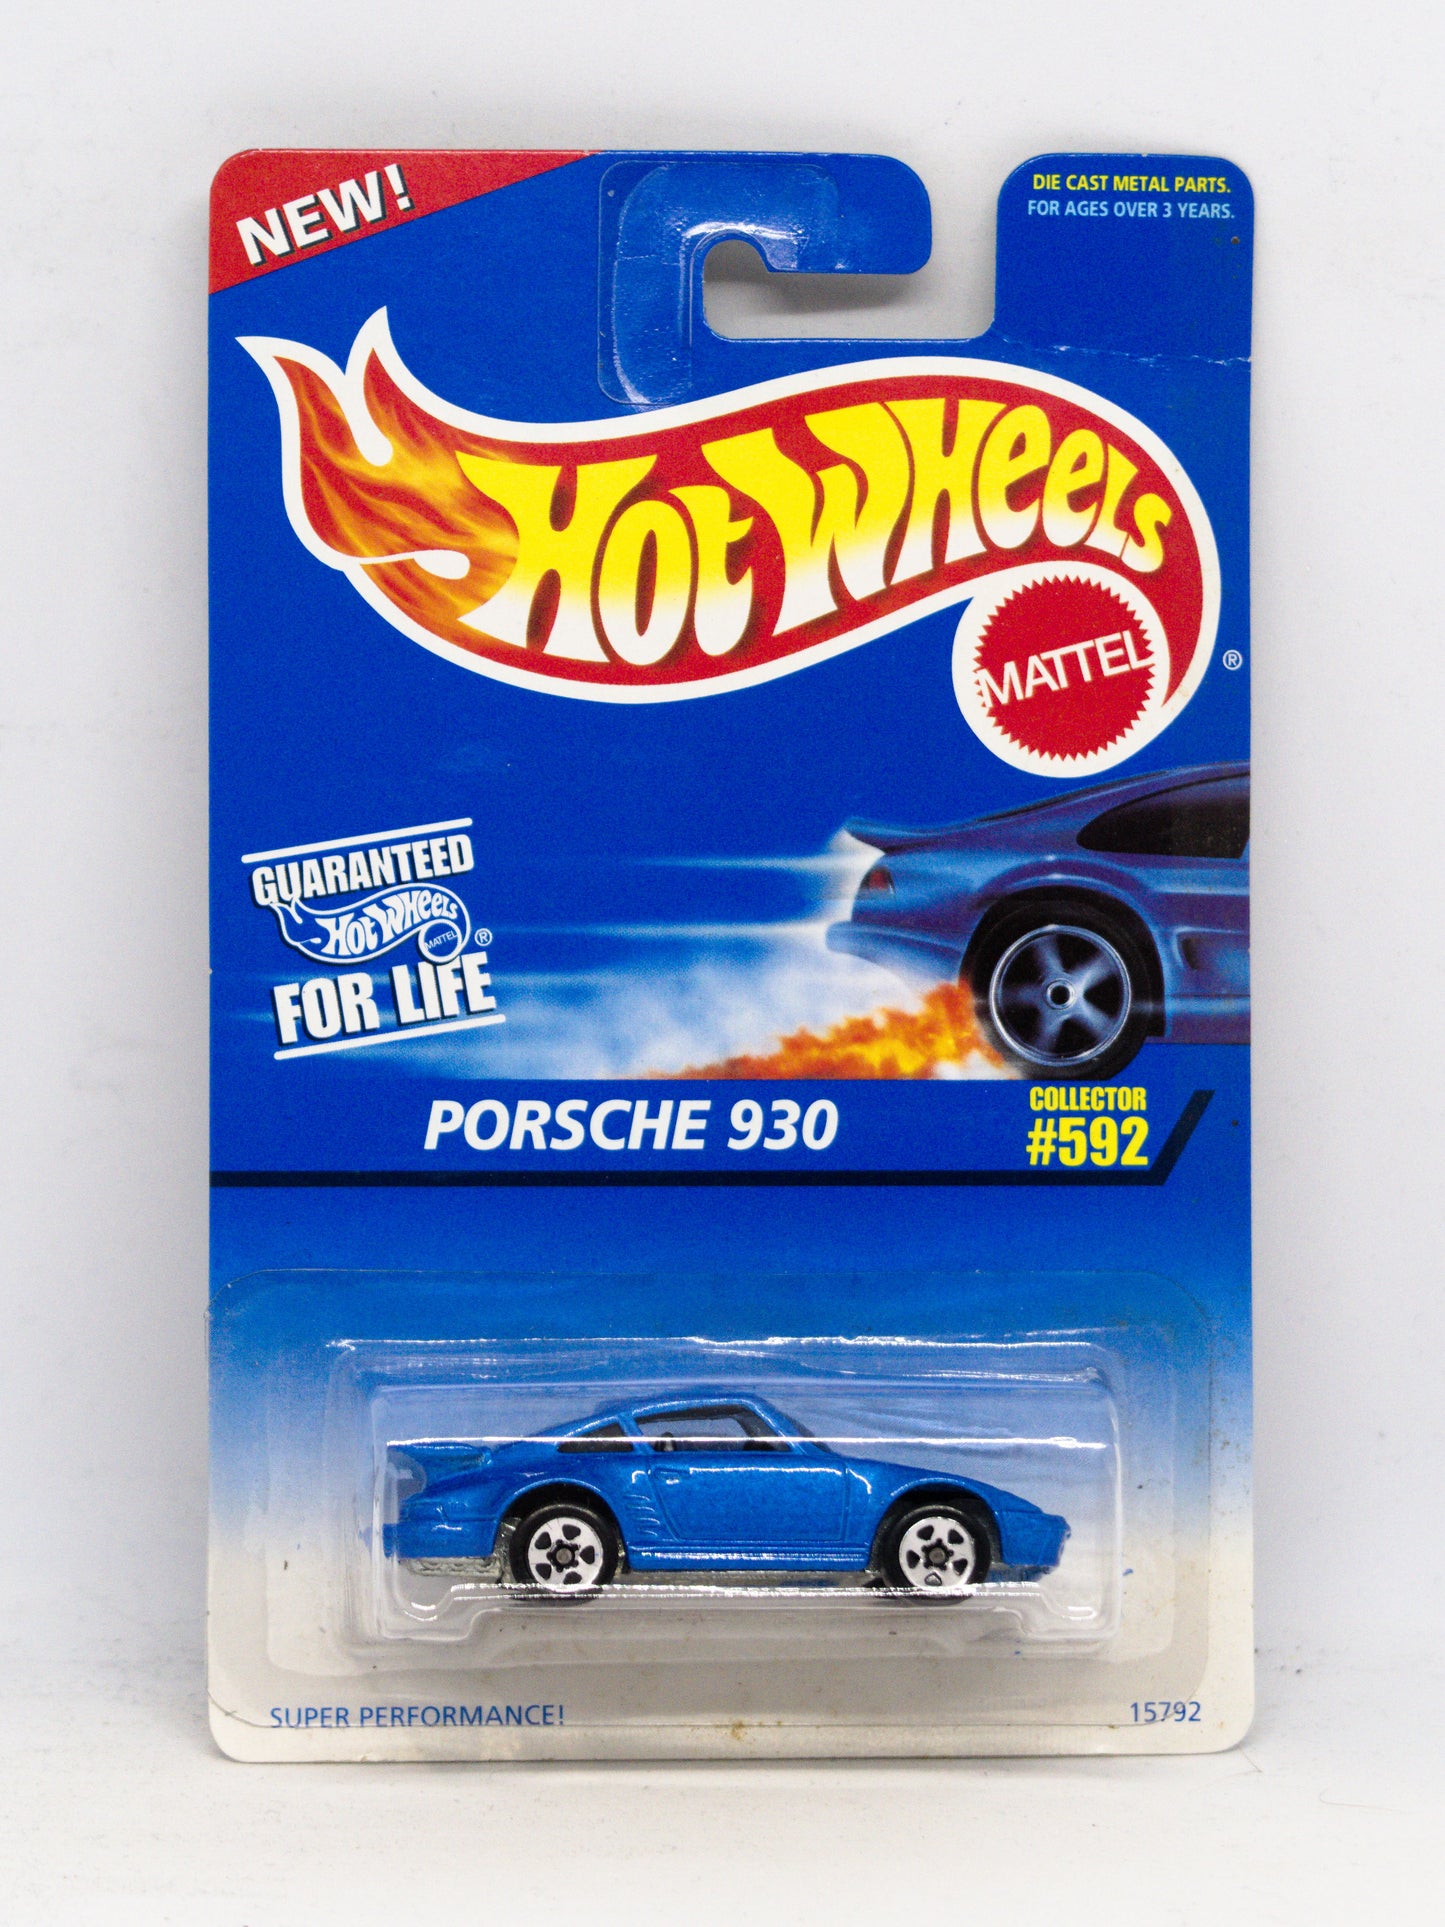 NEW!
DIE CAST METAL PARTS.
FOR AGES OVER 3 YEARS.
HOT WHEELS
MATTEL
®
GUARANTEED
HOT WHEELS
MATTEL
®
FOR LIFE
PORSCHE 930
COLLECTOR
#592
SUPER PERFORMANCE!
15792